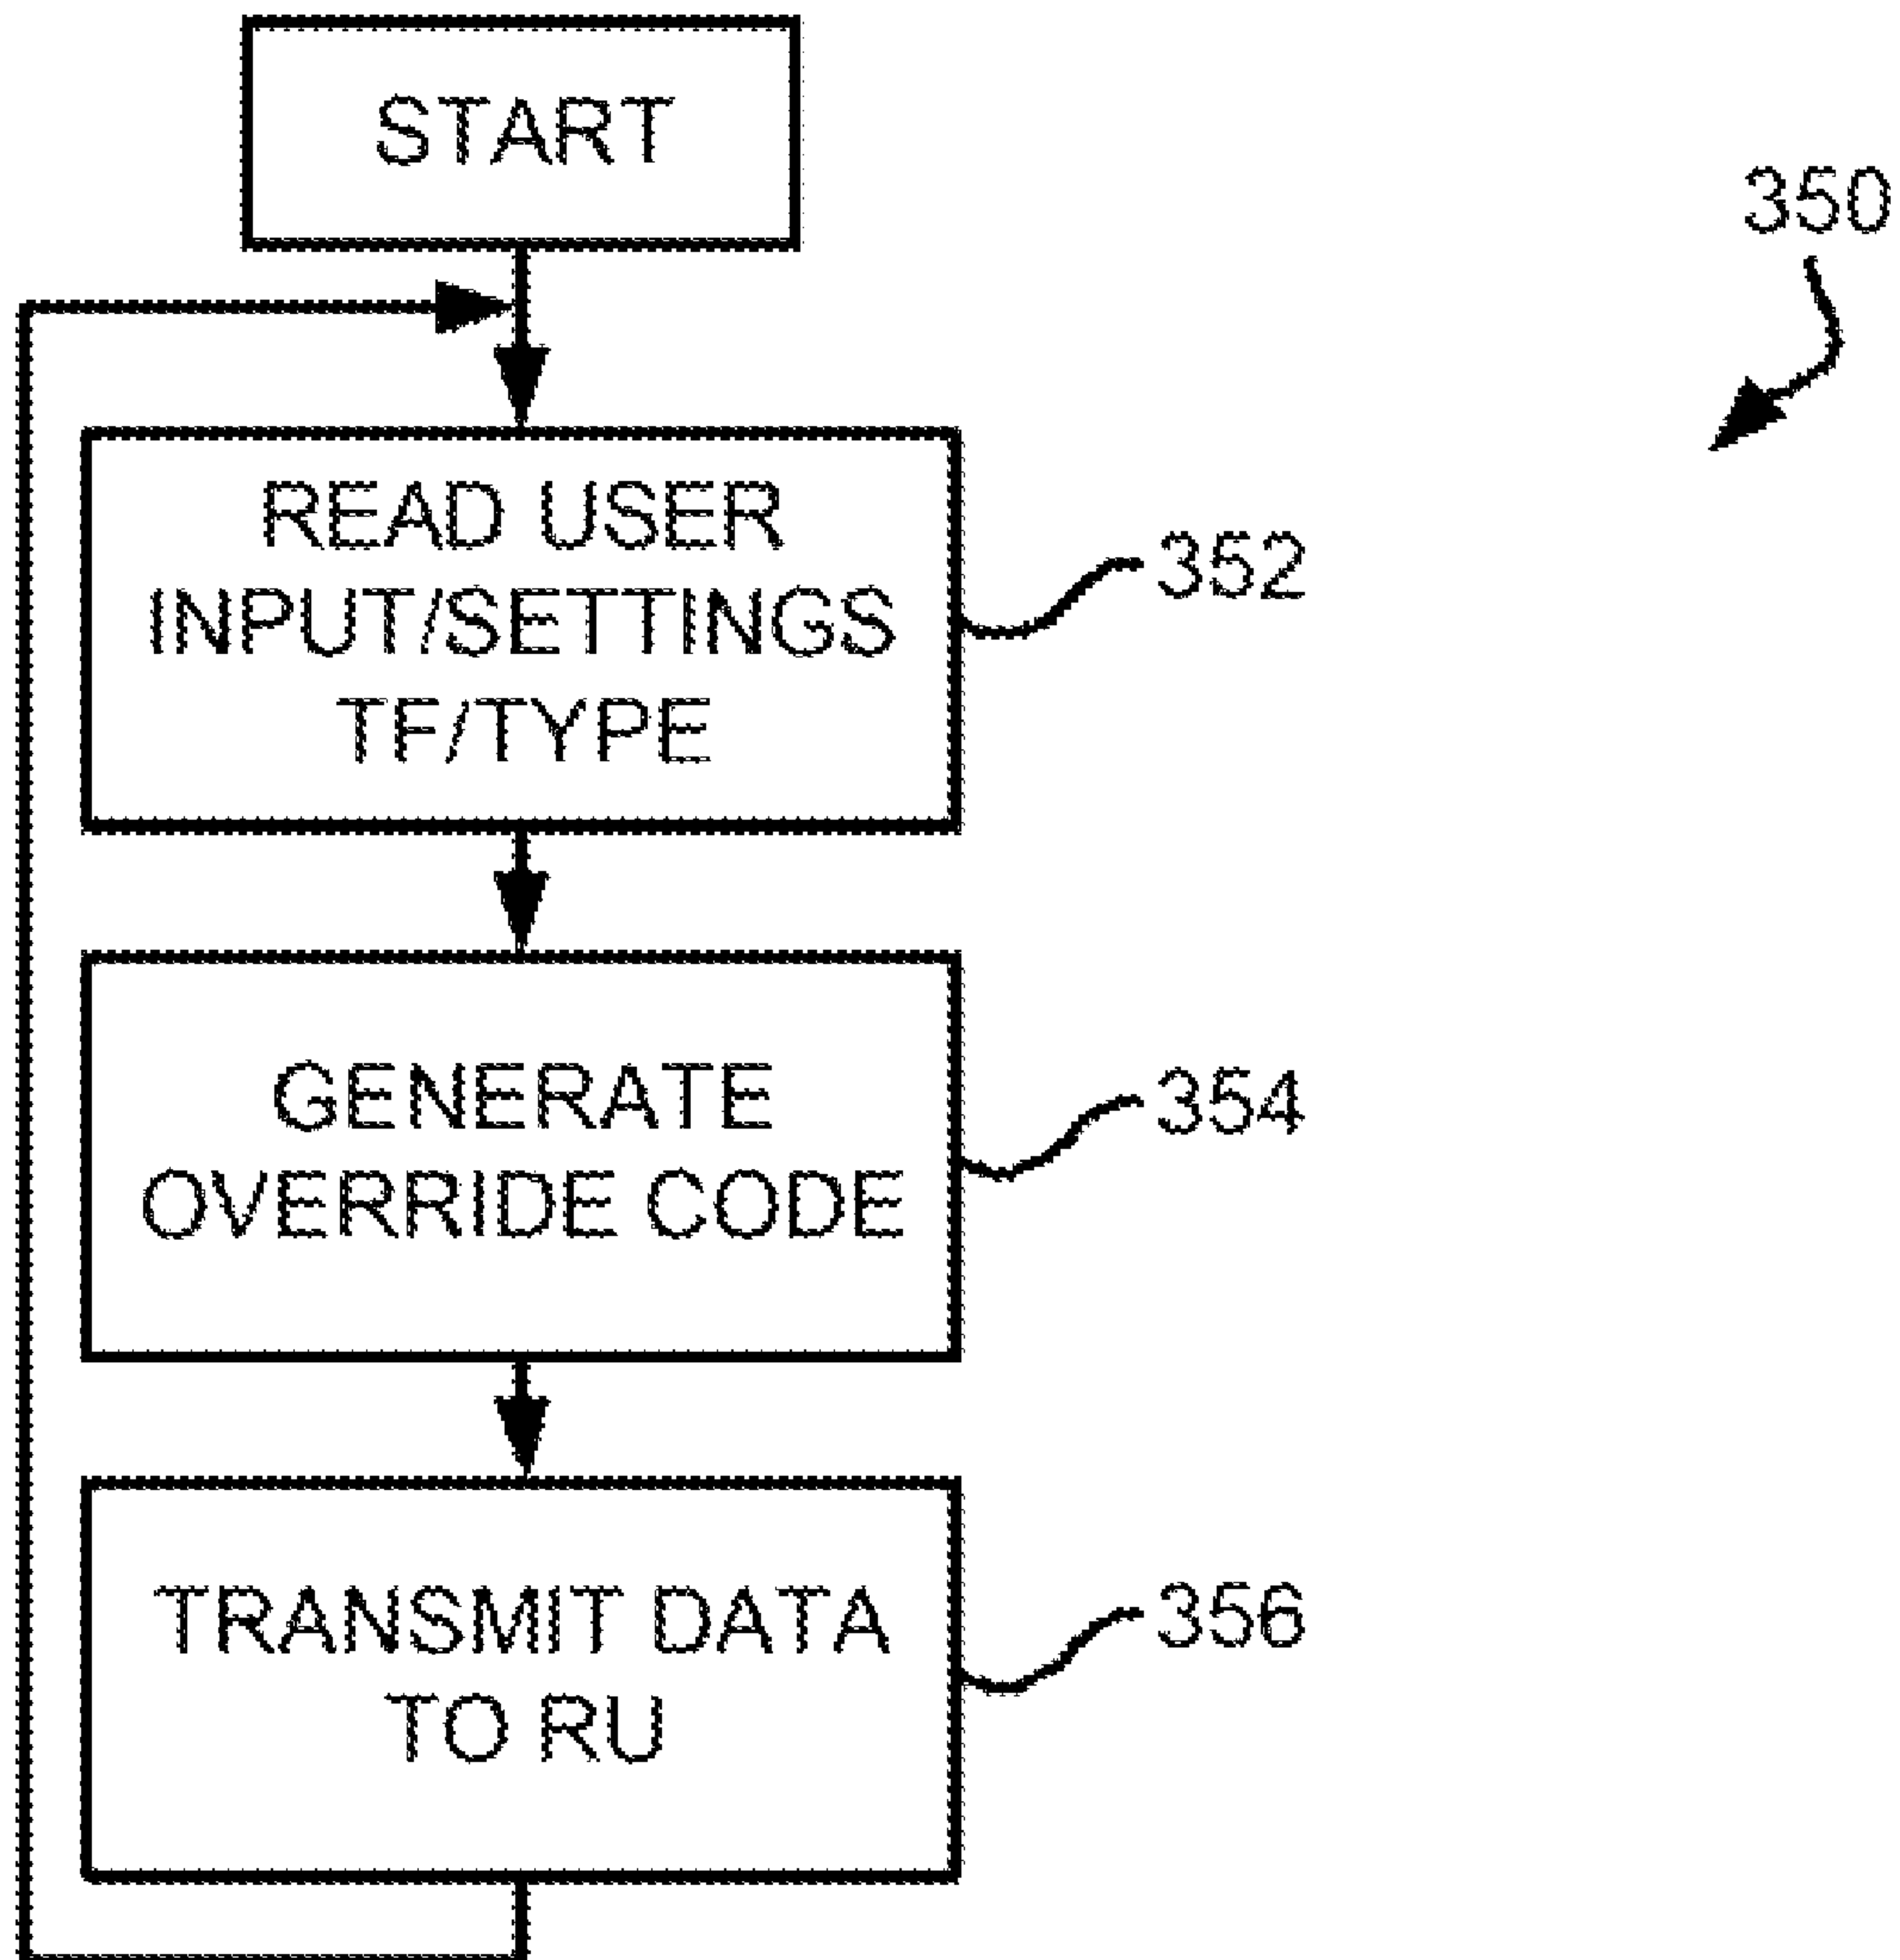 START
350
READ USER
INPUT/SETTINGS
TF/TYPE
352
GENERATE
OVERRIDE CODE
354
TRANSMIT DATA
TO RU
356